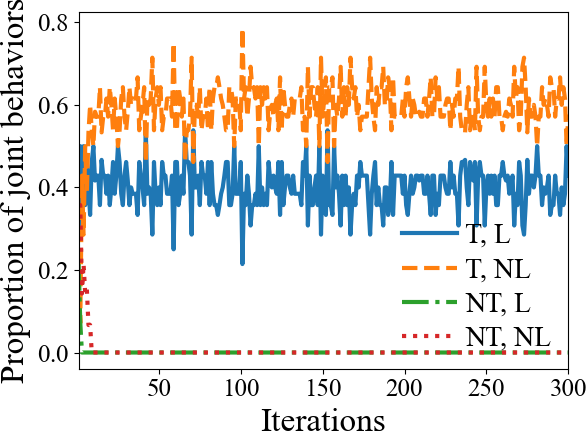 Proportion of joint behaviors
0.8
0.6
0.4
0.2
0.0
T, L
T, NL
NT, L
NT, NL
50
100
150
200
250
300
Iterations